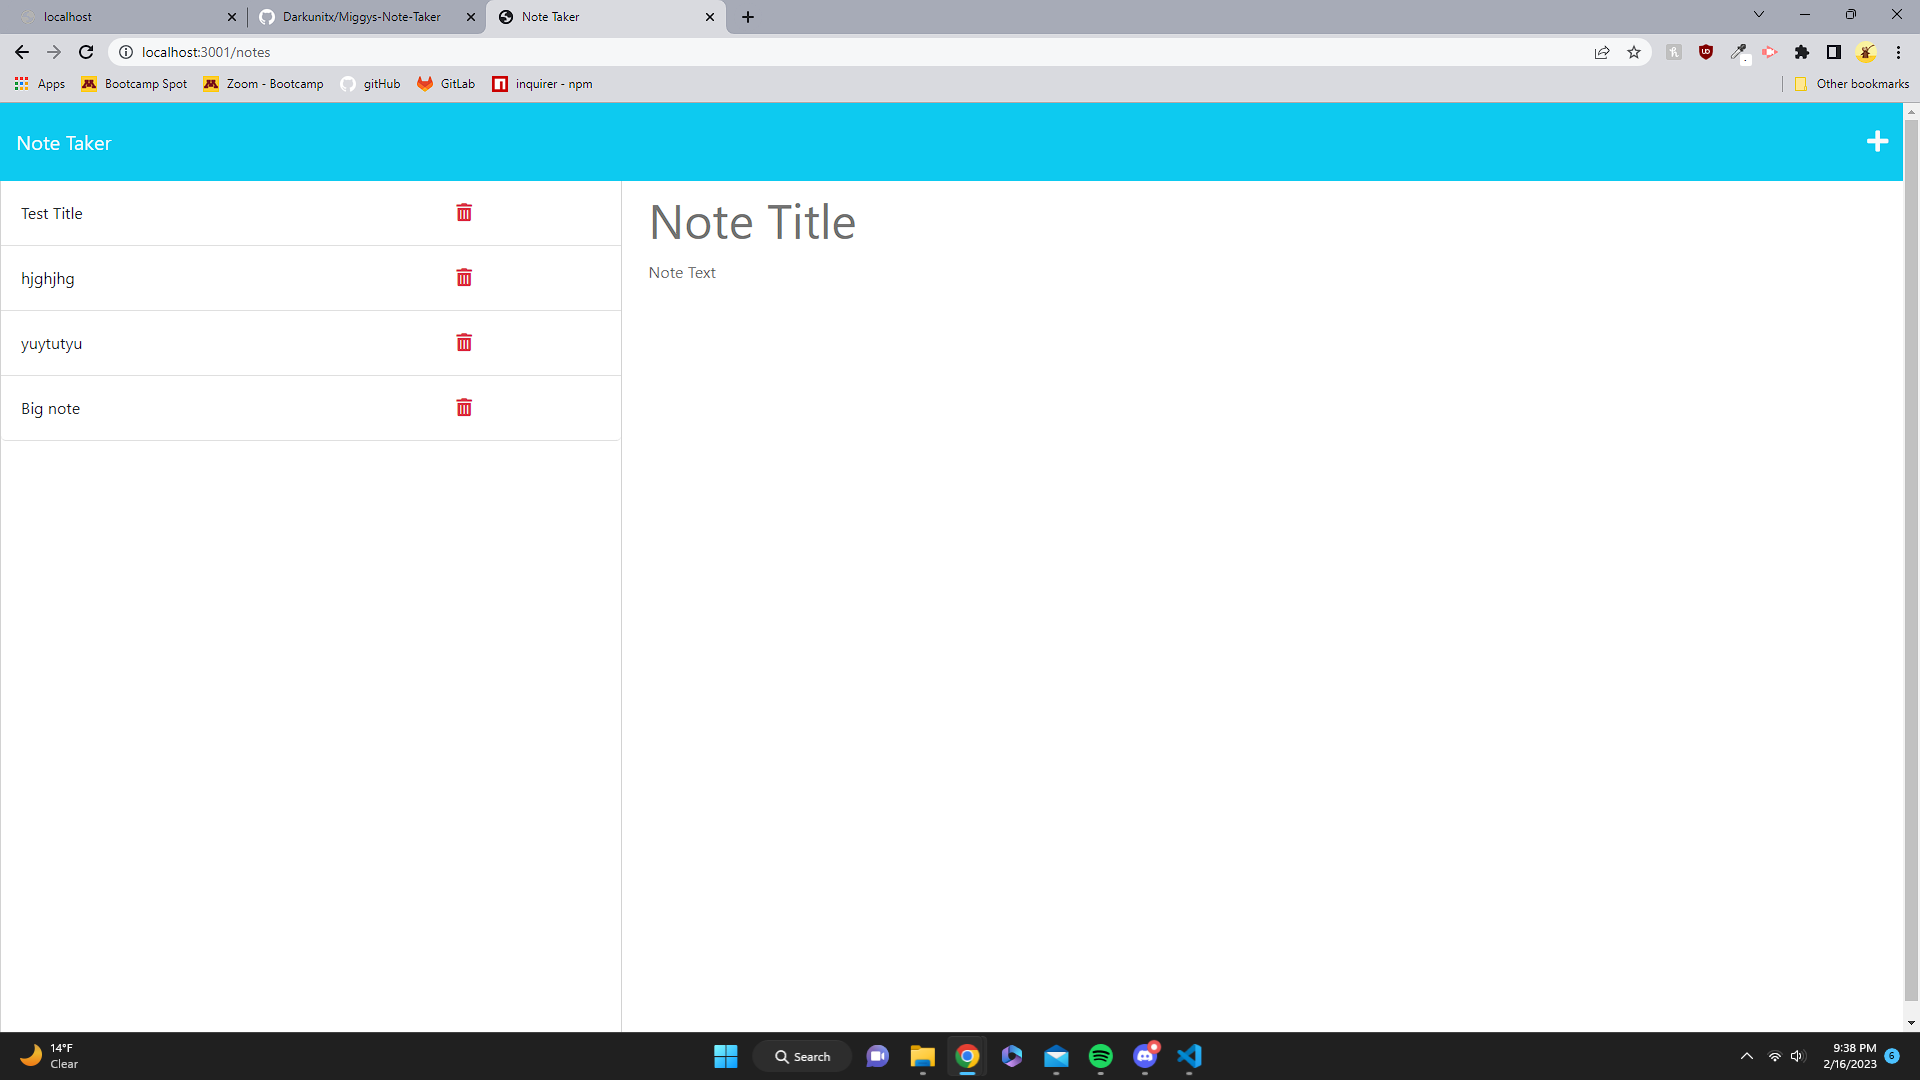 localhost
Darkunitx/Miggys-Note-Taker
Note Taker
localhost:3001/notes
Apps
Bootcamp Spot
Zoom - Bootcamp
gitHub
GitLab
inquirer - npm
Other bookmarks
Note Taker
Test Title
hjghjhg
yuytutyu
Big note
Note Title
Note Text
14°F
Clear
Search
9:38 PM
2/16/2023
6